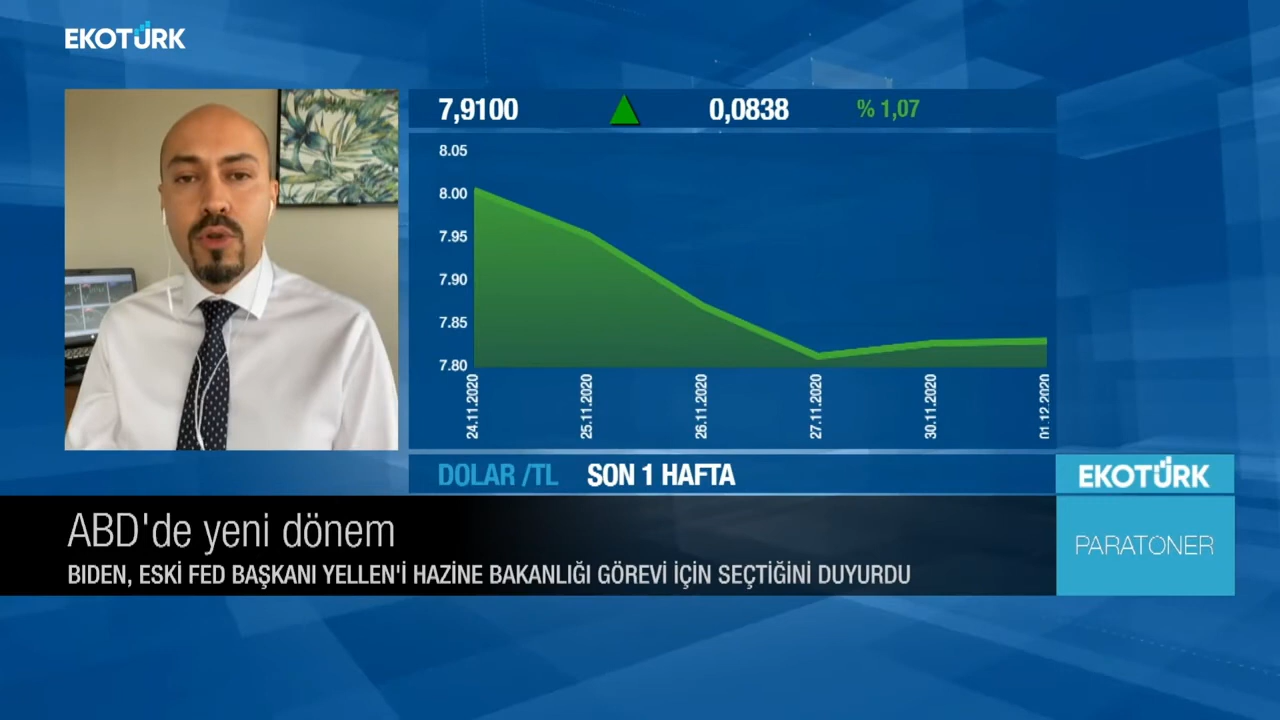 EKOTÜRK
7,9100 0,0838 % 1,07
8.05
8.00
7.95
7.90
7.85
7.80
24.11.2020
25.11.2020
26.11.2020
27.11.2020
30.11.2020
01.12.2020
DOLAR /TL SON 1 HAFTA
EKOTÜRK
ABD'de yeni dönem
PARATONER
BIDEN, ESKİ FED BAŞKANI YELLEN'İ HAZİNE BAKANLIĞI GÖREVİ İÇİN SEÇTİĞİNİ DUYURDU